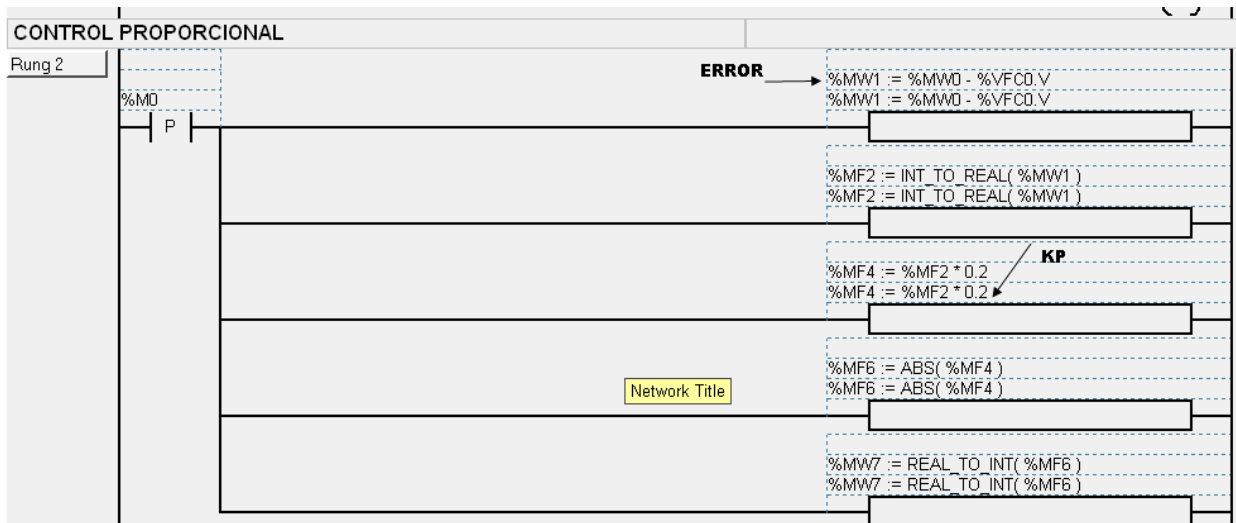 CONTROL PROPORCIONAL
Rung 2
ERROR
%MW1 := %MW0 - %VFC0.V
%M0
%MW1 := %MW0 - %VFC0.V
P
%MF2 := INT_TO_REAL( %MW1 )
%MF2 := INT_TO_REAL( %MW1 )
KP
%MF4 := %MF2 * 0.2
%MF4 := %MF2 * 0.2
%MF6 := ABS( %MF4 )
Network Title
%MF6 := ABS( %MF4 )
%MW7 := REAL_TO_INT( %MF6 )
%MW7 := REAL_TO_INT( %MF6 )